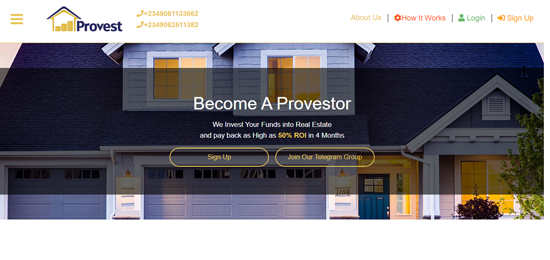 Provest
+2349081133662
+2349062511382
About Us | How It Works | Login | Sign Up
Become A Provestor
We Invest Your Funds into Real Estate
and pay back as High as 50% ROI in 4 Months
Sign Up
Join Our Telegram Group